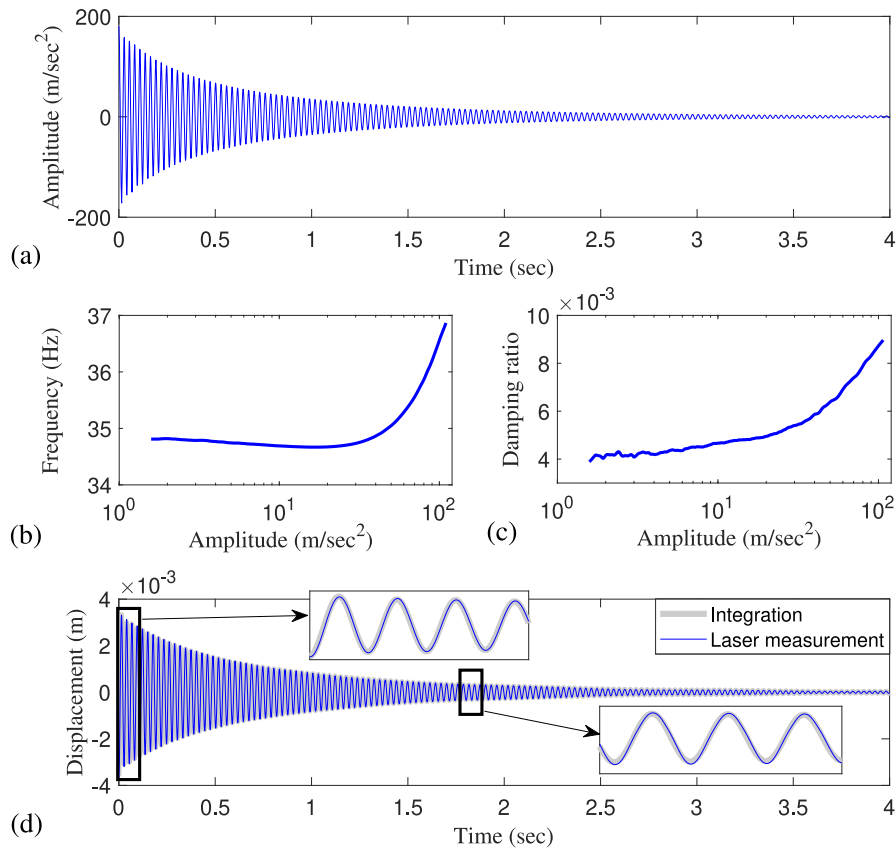 200
0
-200
Amplitude (m/sec²)
0 0.5 1 1.5 2 2.5 3 3.5 4
Time (sec)
(a)
37
36
35
34
Frequency (Hz)
10⁰ 10¹ 10²
Amplitude (m/sec²)
(b)
×10⁻³
10
8
6
4
Damping ratio
10⁰ 10¹ 10²
Amplitude (m/sec²)
(c)
×10⁻³
4
2
0
-2
-4
Displacement (m)
Integration
Laser measurement
0 0.5 1 1.5 2 2.5 3 3.5 4
Time (sec)
(d)